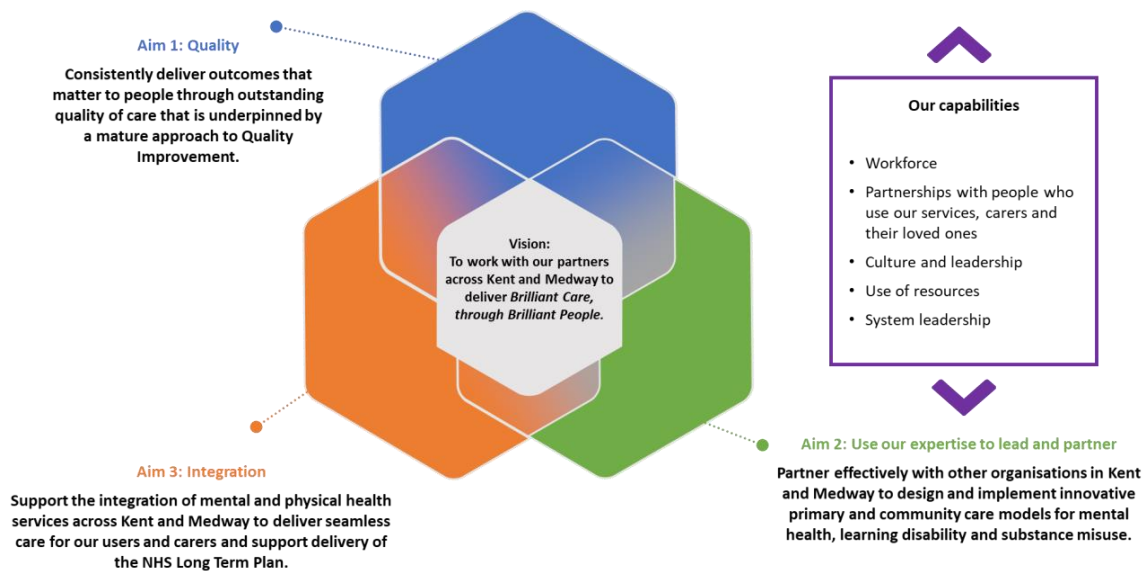 Aim 1: Quality
Consistently deliver outcomes that
matter to people through outstanding
quality of care that is underpinned by
a mature approach to Quality
Improvement.
Vision:
To work with our partners
across Kent and Medway to
deliver Brilliant Care,
through Brilliant People.
Our capabilities
• Workforce
• Partnerships with people who
use our services, carers and
their loved ones
• Culture and leadership
• Use of resources
• System leadership
Aim 3: Integration
Support the integration of mental and physical health
services across Kent and Medway to deliver seamless
care for our users and carers and support delivery of
the NHS Long Term Plan.
Aim 2: Use our expertise to lead and partner
Partner effectively with other organisations in Kent
and Medway to design and implement innovative
primary and community care models for mental
health, learning disability and substance misuse.